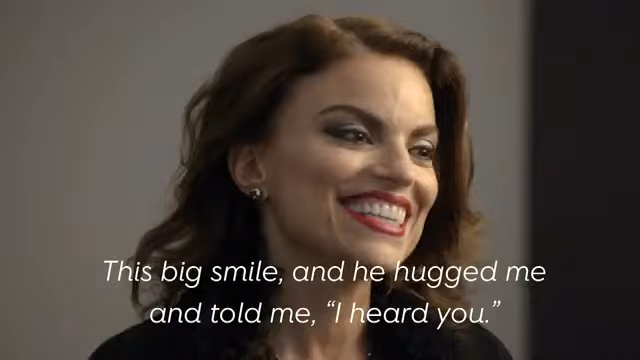 This big smile, and he hugged me
and told me, “I heard you.”